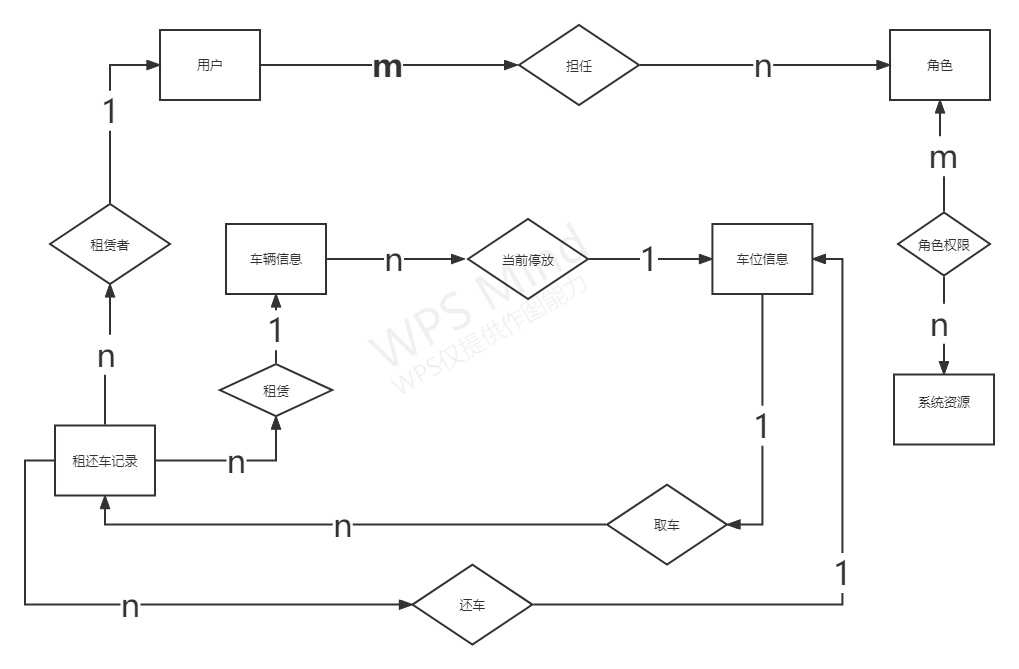 用户
m
担任
n
角色
1
m
租赁者
车辆信息
n
当前停放
1
车位信息
角色权限
WPS Mind
WPS仅提供作图能力
1
n
n
租赁
系统资源
1
租还车记录
n
n
取车
1
n
还车